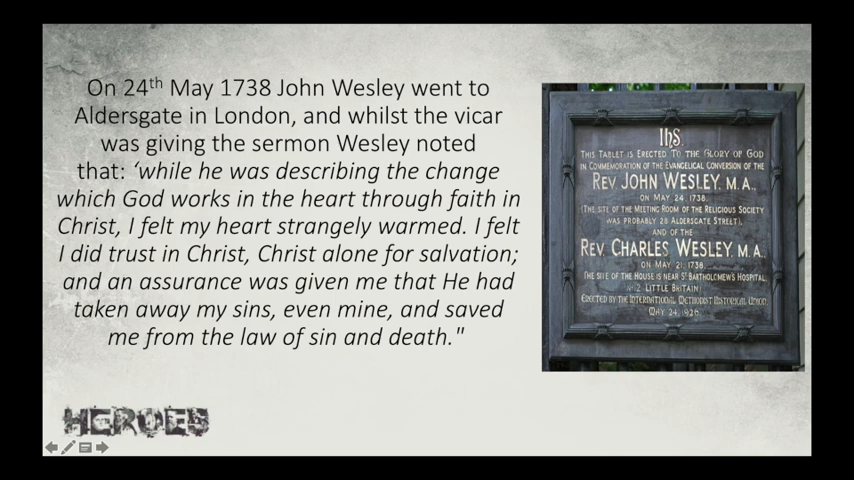 On 24th May 1738 John Wesley went to
Aldersgate in London, and whilst the vicar
was giving the sermon Wesley noted
that: ‘while he was describing the change
which God works in the heart through faith in
Christ, I felt my heart strangely warmed. I felt
I did trust in Christ, Christ alone for salvation;
and an assurance was given me that He had
taken away my sins, even mine, and saved
me from the law of sin and death."
IhS.
THIS TABLET IS ERECTED TO THE GLORY OF GOD
IN COMMEMORATION OF THE EVANGELICAL CONVERSION OF THE
REV. JOHN WESLEY, M.A.
ON MAY 24. 1738.
(THE SITE OF THE MEETING ROOM OF THE RELIGIOUS SOCIETY
WAS PROBABLY 28 ALDERSGATE STREET),
AND OF THE
REV. CHARLES WESLEY, M.A.
ON MAY 21. 1738.
THE SITE OF THE HOUSE IS NEAR ST BARTHOLOMEW'S HOSPITAL,
LITTLE BRITAIN
ERECTED BY THE INTERNATIONAL METHODIST HISTORICAL UNION.
MAY 24. 1926.
HEROES